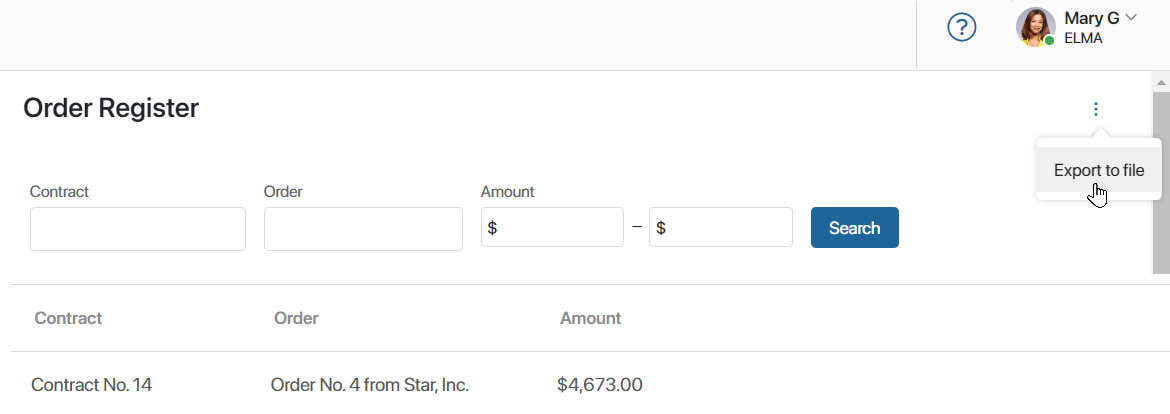 ?
Mary G
ELMA
Order Register
Export to file
Contract Order Amount
$ – $ Search
Contract Order Amount
Contract No. 14 Order No. 4 from Star, Inc. $4,673.00